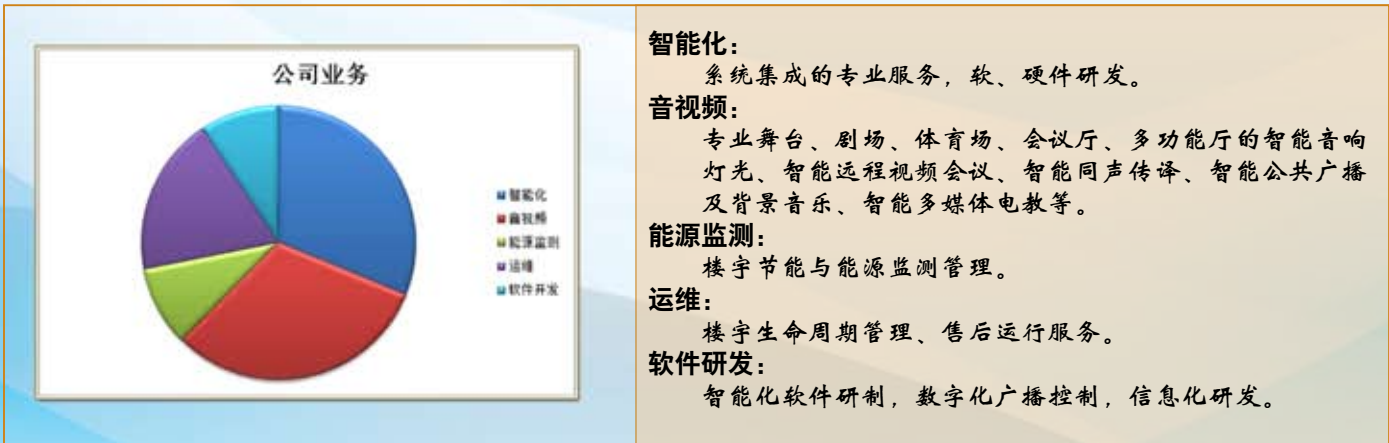 公司业务
智能化
音视频
能源监测
运维
软件开发
智能化：
系统集成的专业服务，软、硬件研发。
音视频：
专业舞台、剧场、体育场、会议厅、多功能厅的智能音响
灯光、智能远程视频会议、智能同声传译、智能公共广播
及背景音乐、智能多媒体电教等。
能源监测：
楼宇节能与能源监测管理。
运维：
楼宇生命周期管理、售后运行服务。
软件研发：
智能化软件研制，数字化广播控制，信息化研发。